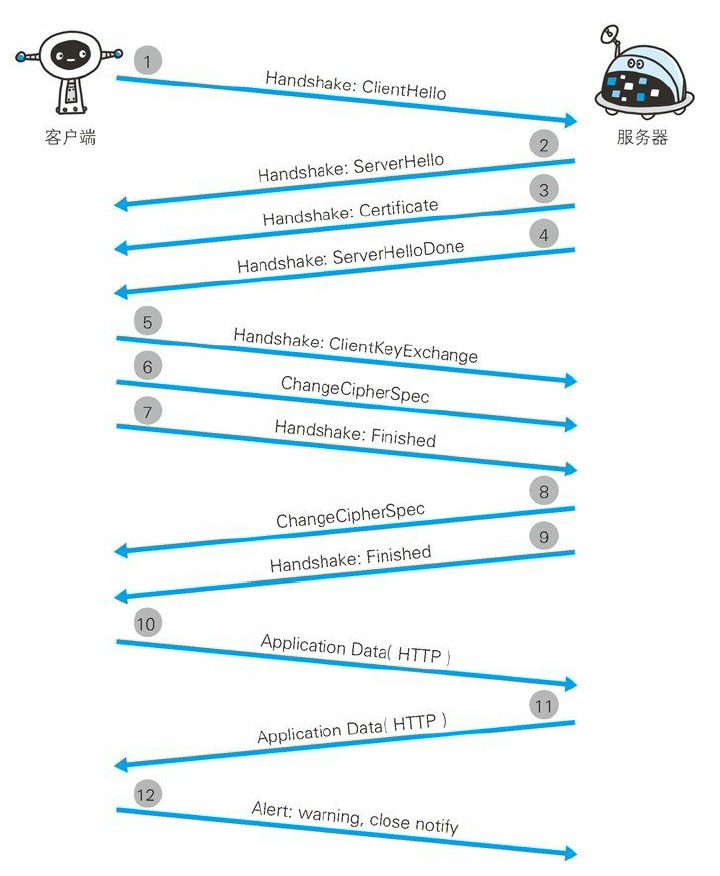 1
Handshake: ClientHello
客户端
服务器
2
Handshake: ServerHello
3
Handshake: Certificate
4
Handshake: ServerHelloDone
5
Handshake: ClientKeyExchange
6
ChangeCipherSpec
7
Handshake: Finished
8
ChangeCipherSpec
9
Handshake: Finished
10
Application Data( HTTP )
11
Application Data( HTTP )
12
Alert: warning, close notify